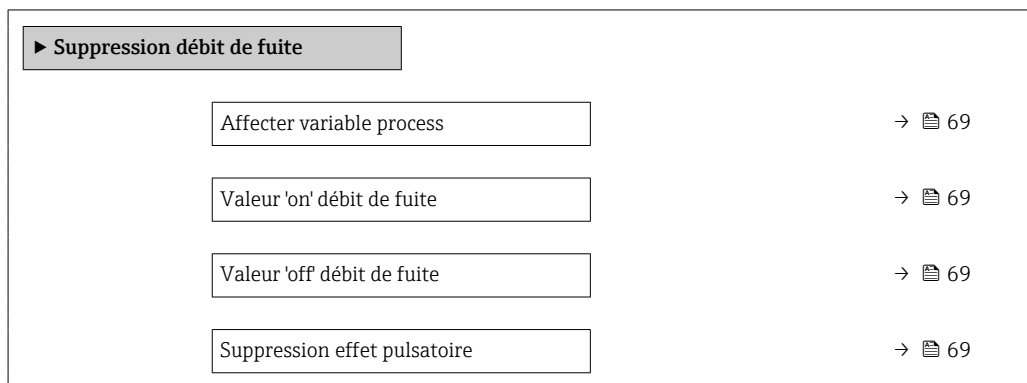 ▶ Suppression débit de fuite
Affecter variable process → 69
Valeur 'on' débit de fuite → 69
Valeur 'off' débit de fuite → 69
Suppression effet pulsatoire → 69